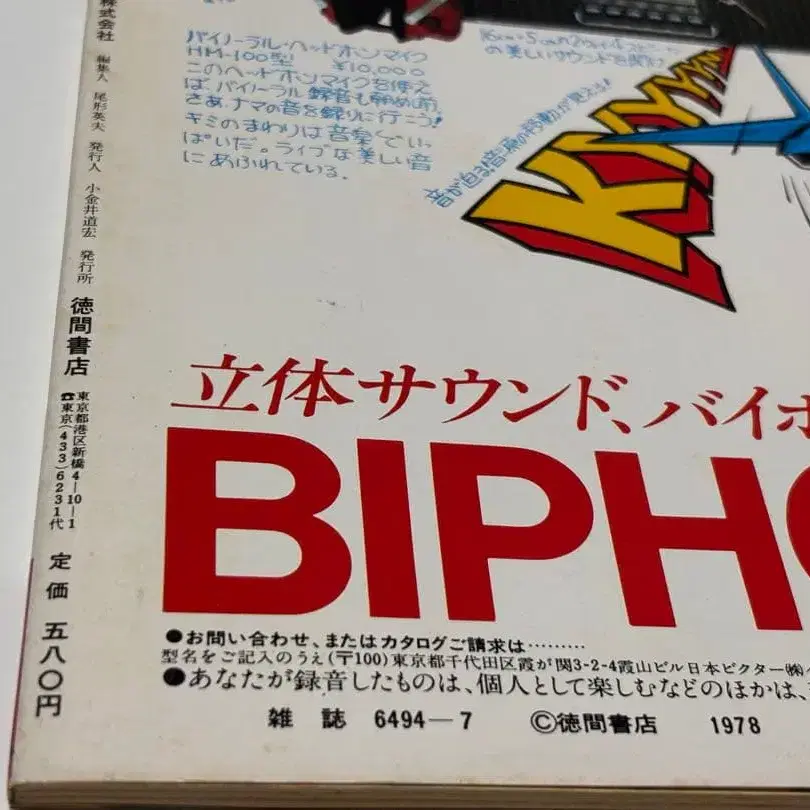 株式会社 編集人 尾形英夫 発行人 小金井道宏 発行所 徳間書店
東京都港区新橋4-10-1
☎東京(433)6231代
定価 五八〇円
バイノーラル・ヘッドホンマイク
HM-100型 ¥10,000
このヘッドホンマイクを使え
ば、バイノーラル録音も朝めし前。
さあ、ナマの音を録りに行こう!
キミのまわりは音楽でいっ
ぱいだ。ライブな美しい音
にあふれている。
の美しいサウンドを
音が迫る、音源の移動が見える!
立体サウンド、バイホ
BIPHO
●お問い合わせ、またはカタログご請求は………
型名をご記入のうえ(〒100)東京都千代田区霞が関3-2-4霞山ビル日本ビクター㈱
●あなたが録音したものは、個人として楽しむなどのほかは、
雑誌 6494—7 ©徳間書店 1978